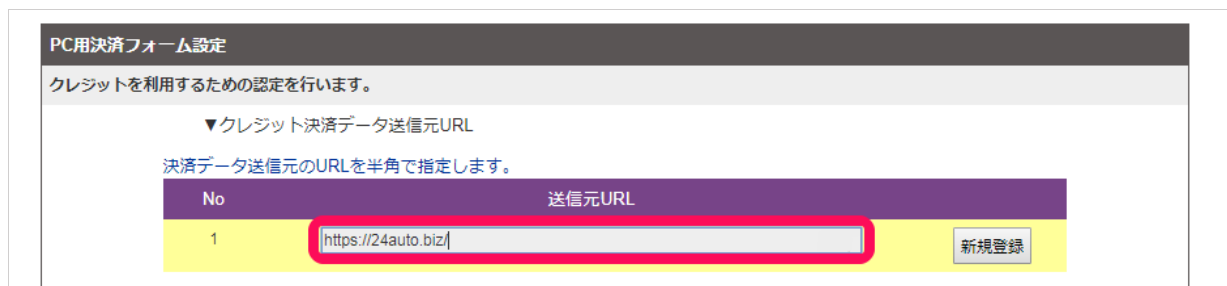 PC用決済フォーム設定
クレジットを利用するための認定を行います。
▼クレジット決済データ送信元URL
決済データ送信元のURLを半角で指定します。
No 送信元URL
1 https://24auto.biz/ 新規登録